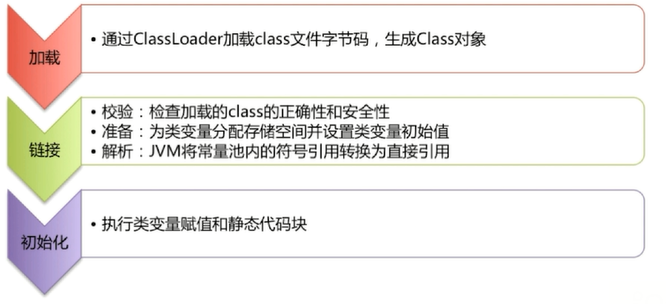 加载
• 通过ClassLoader加载class文件字节码，生成Class对象
链接
• 校验：检查加载的class的正确性和安全性
• 准备：为类变量分配存储空间并设置类变量初始值
• 解析：JVM将常量池内的符号引用转换为直接引用
初始化
• 执行类变量赋值和静态代码块